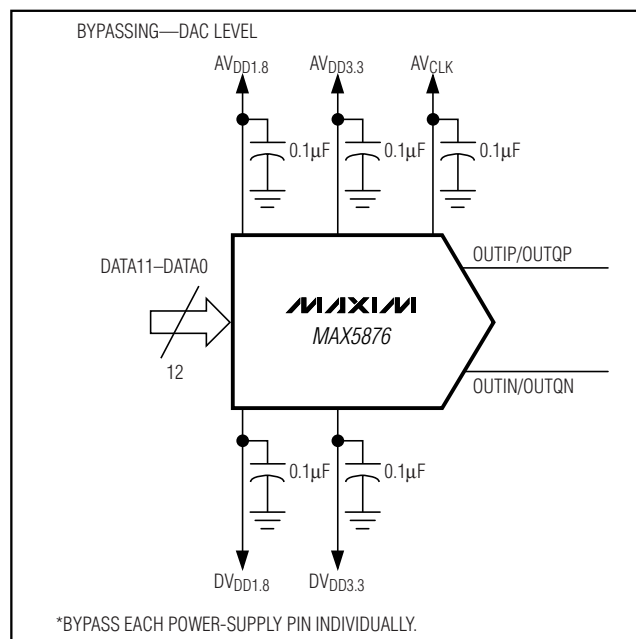 BYPASSING—DAC LEVEL
AVDD1.8 AVDD3.3 AVCLK
0.1µF 0.1µF 0.1µF
DATA11–DATA0
OUTIP/OUTQP
MAXIM
MAX5876
12
OUTIN/OUTQN
0.1µF 0.1µF
DVDD1.8 DVDD3.3
*BYPASS EACH POWER-SUPPLY PIN INDIVIDUALLY.